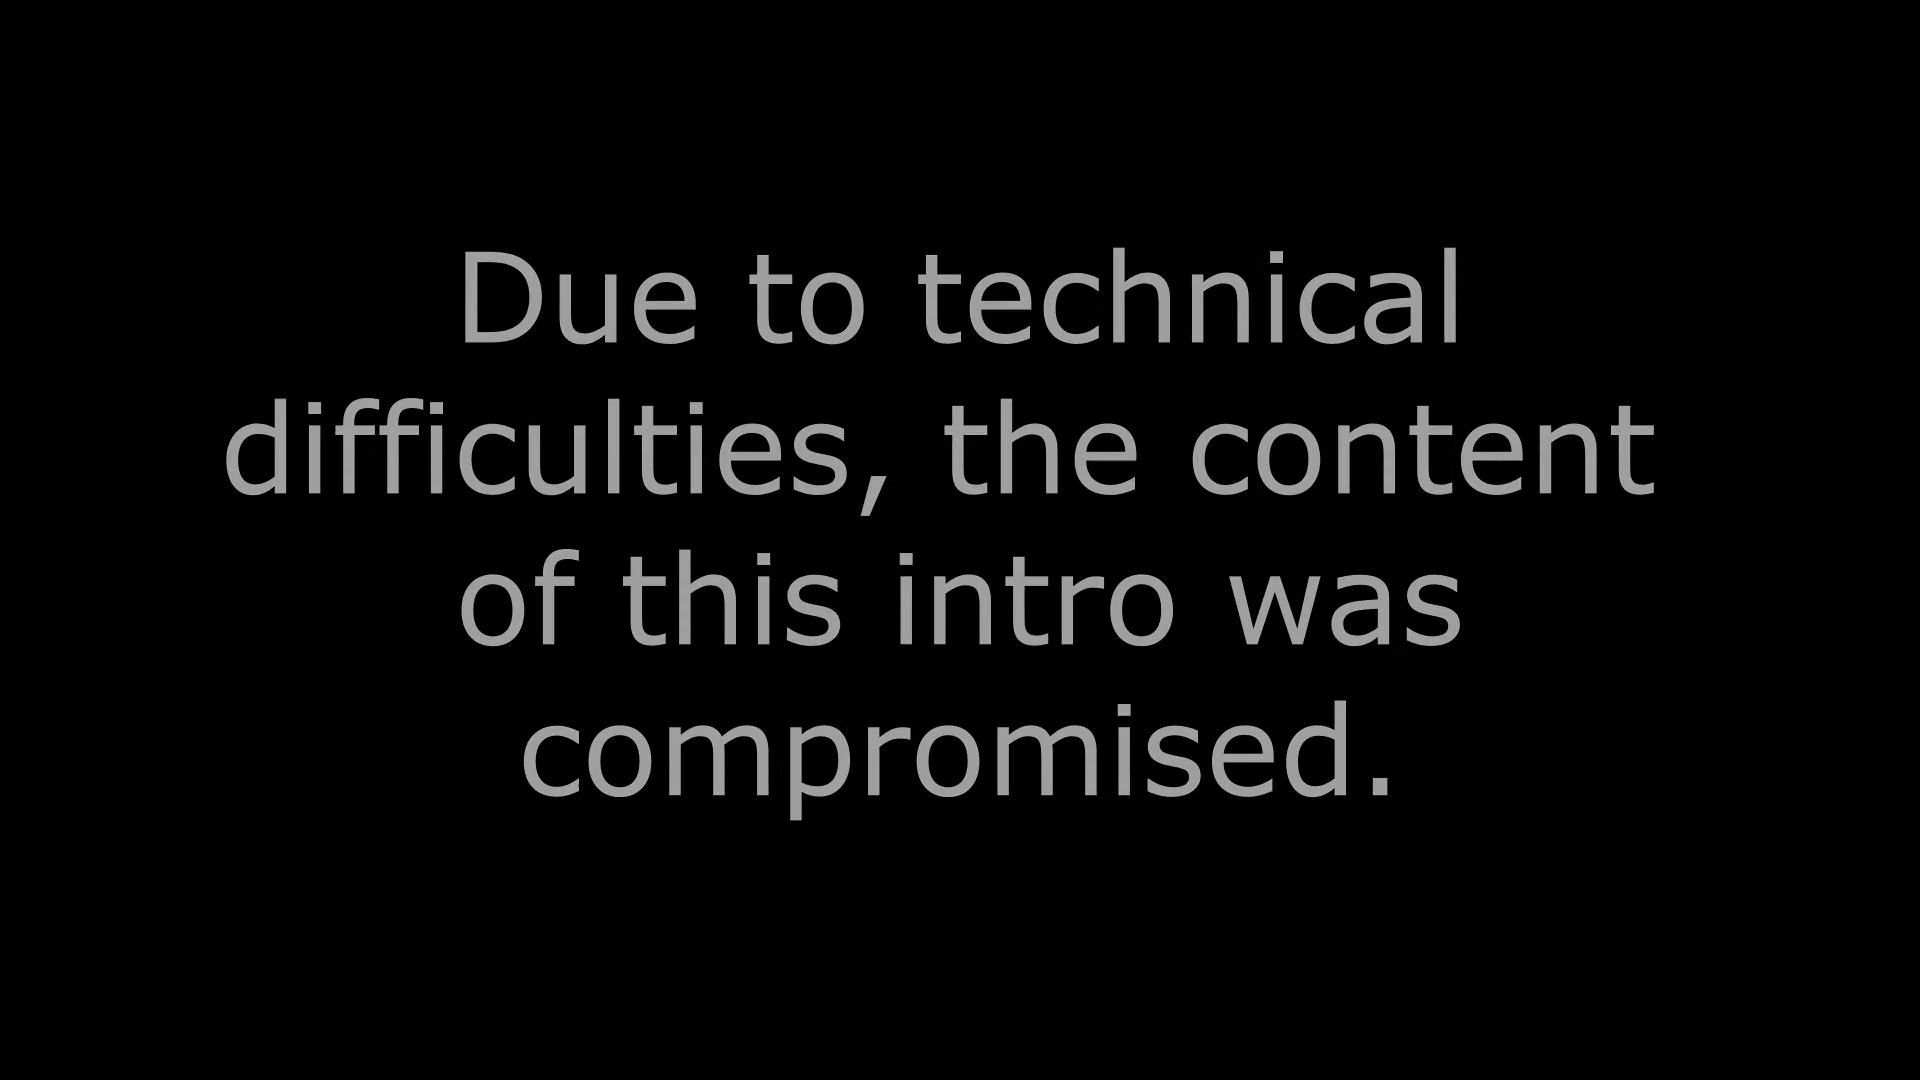 Due to technical
difficulties, the content
of this intro was
compromised.